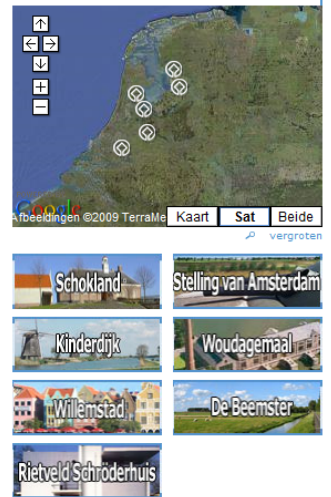 Google
Afbeeldingen ©2009 TerraMe
Kaart Sat Beide
vergroten
Schokland
Stelling van Amsterdam
Kinderdijk
Woudagemaal
Willemstad
De Beemster
Rietveld Schröderhuis